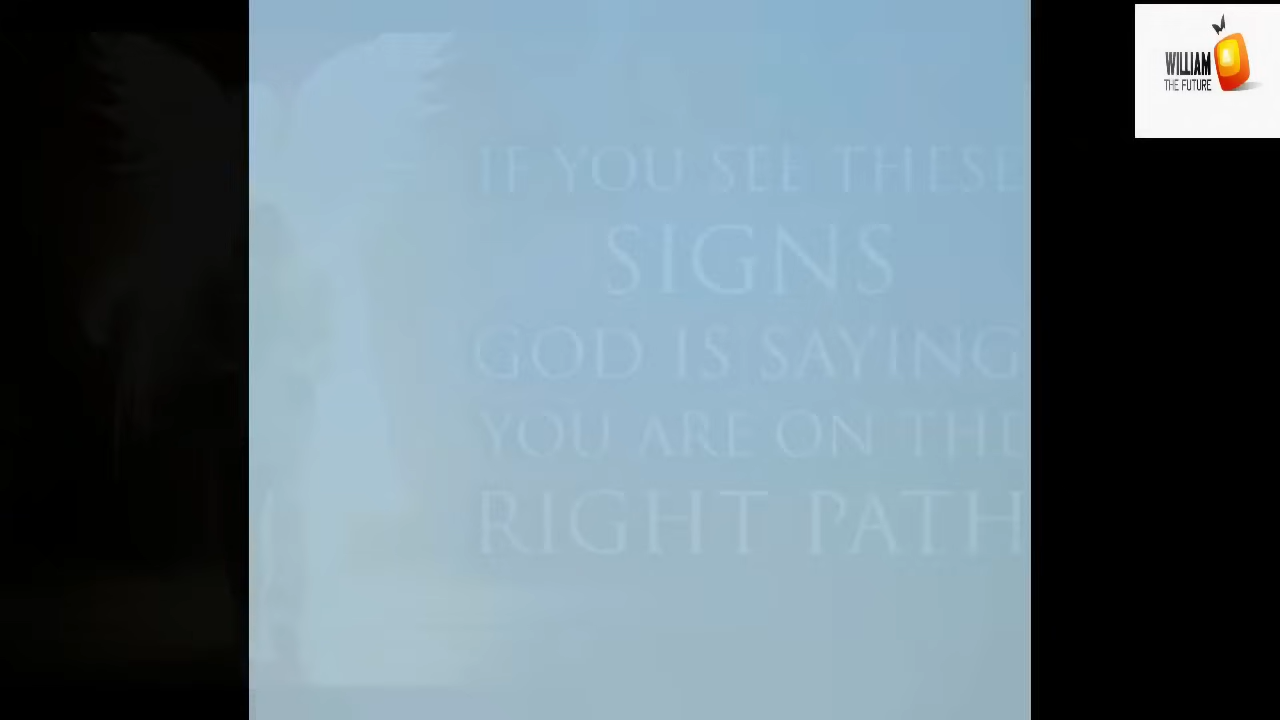 IF YOU SEE THESE
SIGNS
GOD IS SAYING
YOU ARE ON THE
RIGHT PATH
WILLIAM
THE FUTURE